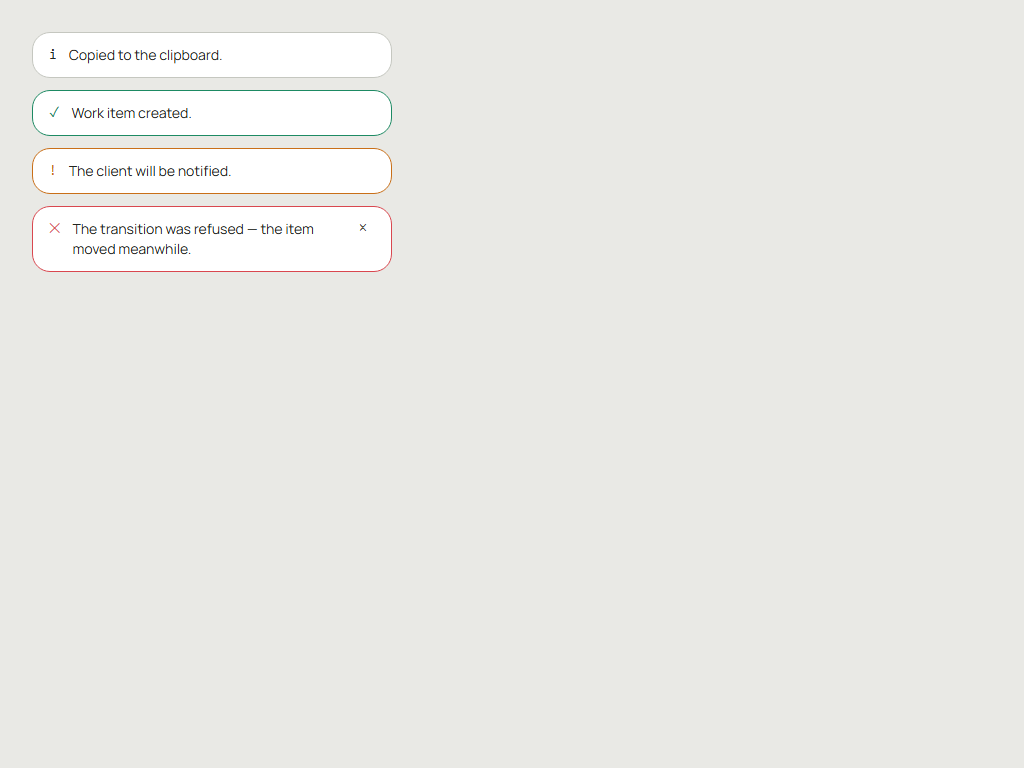 i Copied to the clipboard.
✓ Work item created.
! The client will be notified.
✕ The transition was refused — the item ×
moved meanwhile.